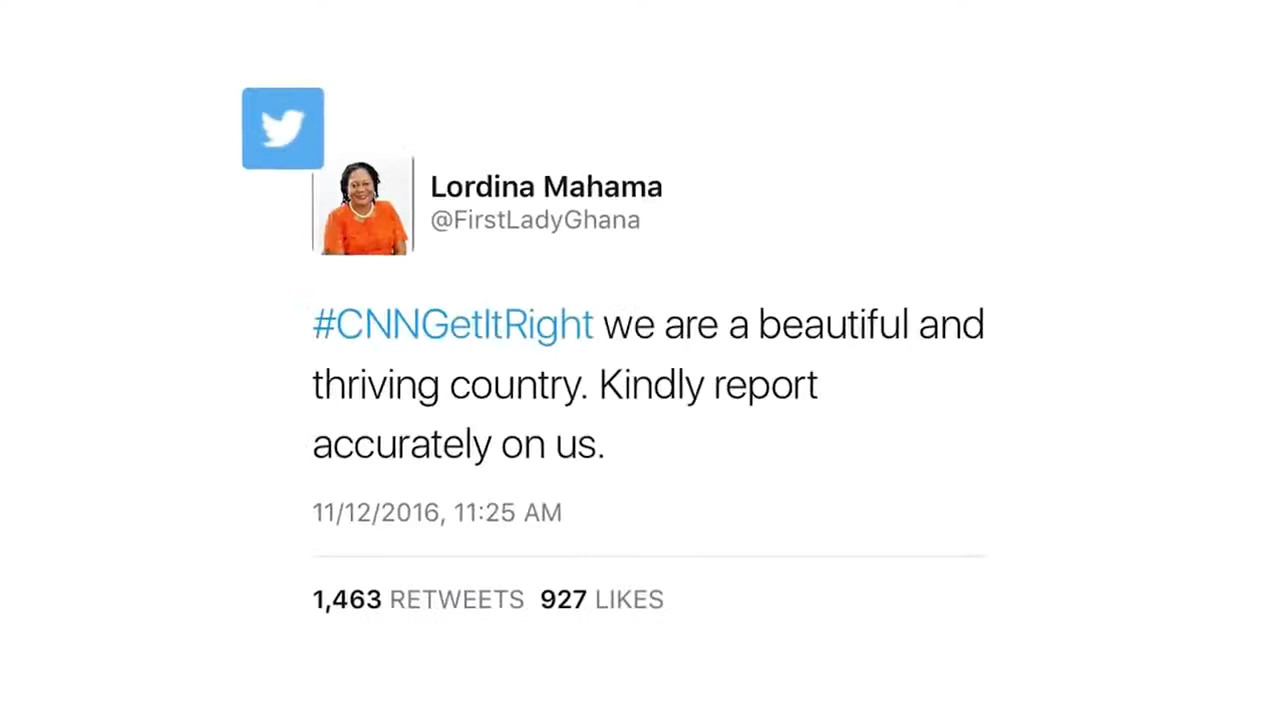 Lordina Mahama
@FirstLadyGhana
#CNNGetItRight we are a beautiful and
thriving country. Kindly report
accurately on us.
11/12/2016, 11:25 AM
1,463 RETWEETS 927 LIKES